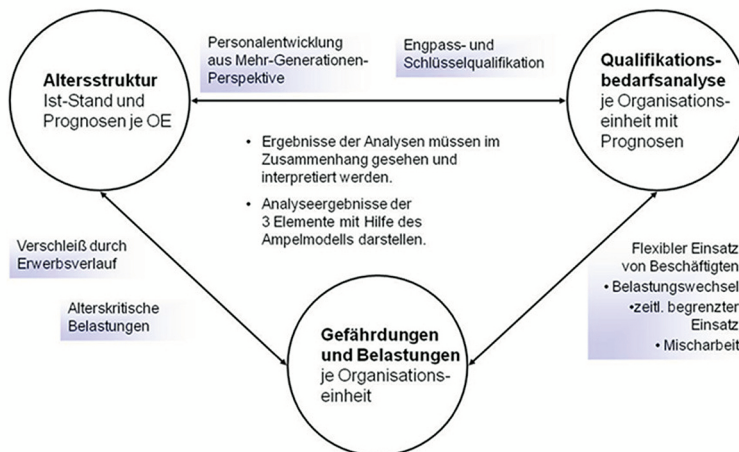 Altersstruktur
Ist-Stand und
Prognosen je OE
Personalentwicklung
aus Mehr-Generationen-
Perspektive
Engpass- und
Schlüsselqualifikation
Qualifikations-
bedarfsanalyse
je Organisations-
einheit mit
Prognosen
• Ergebnisse der Analysen müssen im
Zusammenhang gesehen und
interpretiert werden.
• Analyseergebnisse der
3 Elemente mit Hilfe des
Ampelmodells darstellen.
Verschleiß durch
Erwerbsverlauf
Alterskritische
Belastungen
Gefährdungen
und Belastungen
je Organisations-
einheit
Flexibler Einsatz
von Beschäftigten
• Belastungswechsel
•zeitl. begrenzter
Einsatz
• Mischarbeit